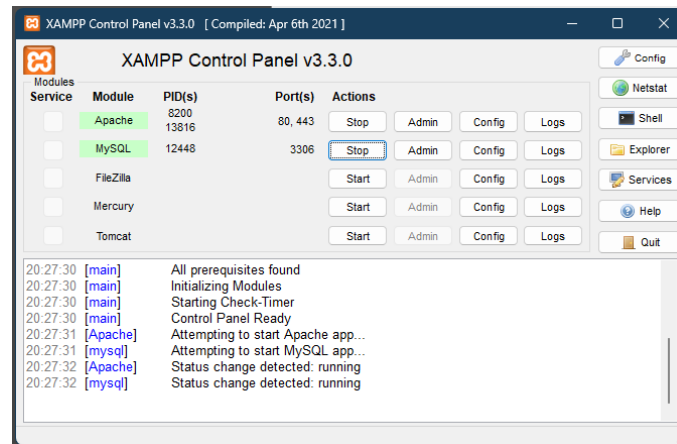 XAMPP Control Panel v3.3.0 [ Compiled: Apr 6th 2021 ]
XAMPP Control Panel v3.3.0
Config
Modules
Service Module PID(s) Port(s) Actions
Netstat
Apache 8200 13816 80, 443 Stop Admin Config Logs
Shell
MySQL 12448 3306 Stop Admin Config Logs
Explorer
FileZilla Start Admin Config Logs
Services
Mercury Start Admin Config Logs
Help
Tomcat Start Admin Config Logs
Quit
20:27:30 [main] All prerequisites found
20:27:30 [main] Initializing Modules
20:27:30 [main] Starting Check-Timer
20:27:30 [main] Control Panel Ready
20:27:31 [Apache] Attempting to start Apache app...
20:27:31 [mysql] Attempting to start MySQL app...
20:27:32 [Apache] Status change detected: running
20:27:32 [mysql] Status change detected: running